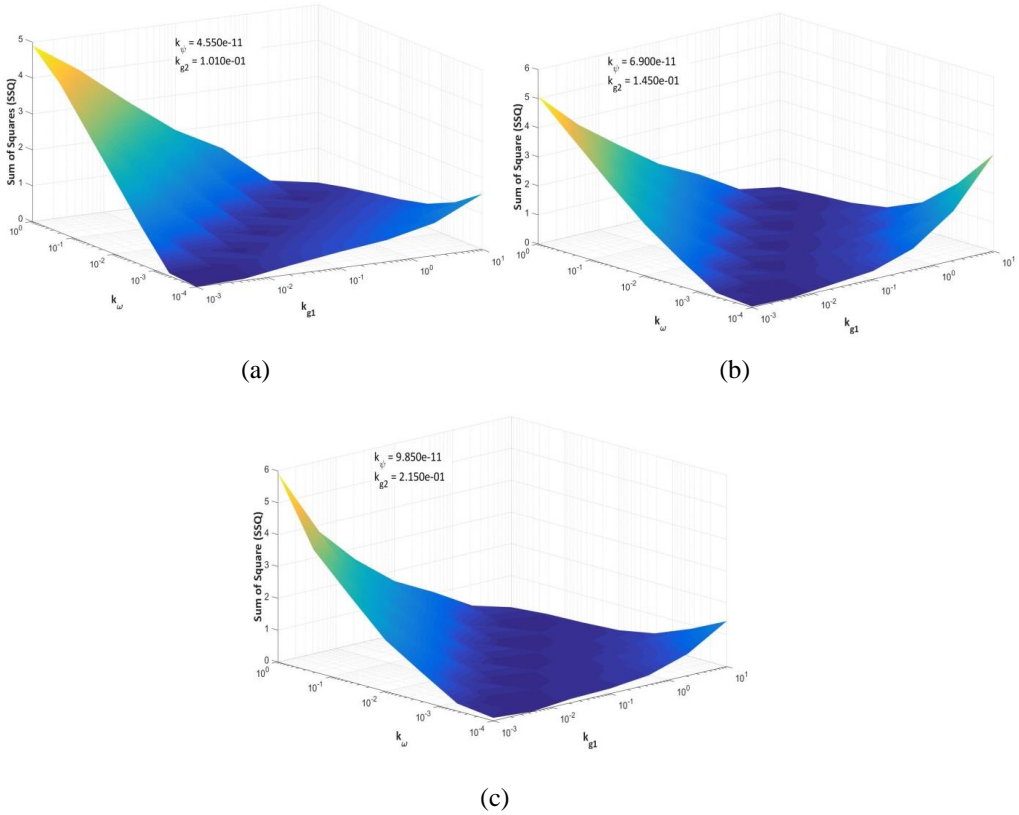 k_ψ = 4.550e-11
k_g2 = 1.010e-01
Sum of Squares (SSQ)
5
4
3
2
1
0
10^0
10^-1
10^-2
10^-3
10^-4
k_ω
10^-3
10^-2
10^-1
10^0
10^1
k_g1
(a)
k_ψ = 6.900e-11
k_g2 = 1.450e-01
Sum of Square (SSQ)
6
5
4
3
2
1
0
10^0
10^-1
10^-2
10^-3
10^-4
k_ω
10^-3
10^-2
10^-1
10^0
10^1
k_g1
(b)
k_ψ = 9.850e-11
k_g2 = 2.150e-01
Sum of Square (SSQ)
6
5
4
3
2
1
0
10^0
10^-1
10^-2
10^-3
10^-4
k_ω
10^-3
10^-2
10^-1
10^0
10^1
k_g1
(c)